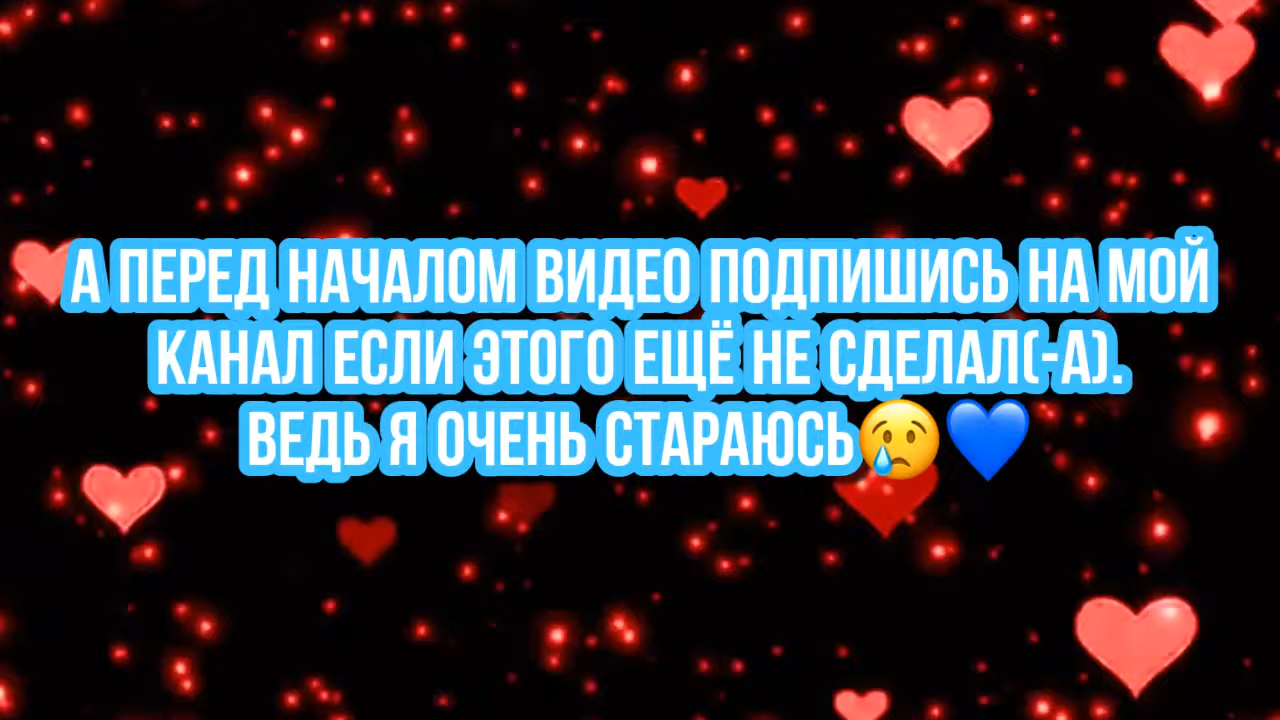 А ПЕРЕД НАЧАЛОМ ВИДЕО ПОДПИШИСЬ НА МОЙ
КАНАЛ ЕСЛИ ЭТОГО ЕЩЁ НЕ СДЕЛАЛ(-А).
ВЕДЬ Я ОЧЕНЬ СТАРАЮСЬ😢💙